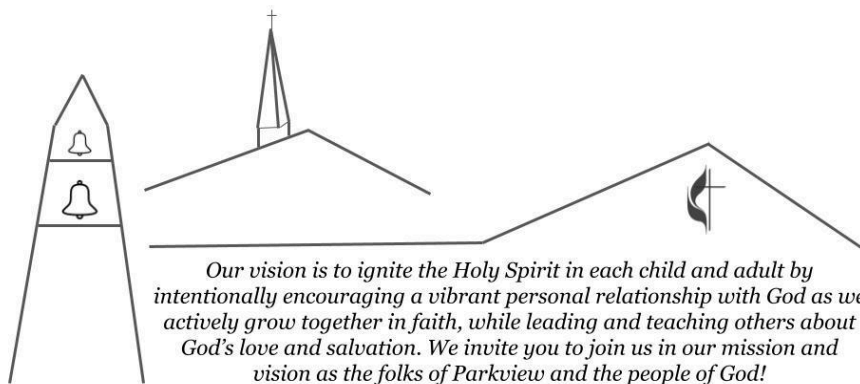 Our vision is to ignite the Holy Spirit in each child and adult by
intentionally encouraging a vibrant personal relationship with God as we
actively grow together in faith, while leading and teaching others about
God's love and salvation. We invite you to join us in our mission and
vision as the folks of Parkview and the people of God!